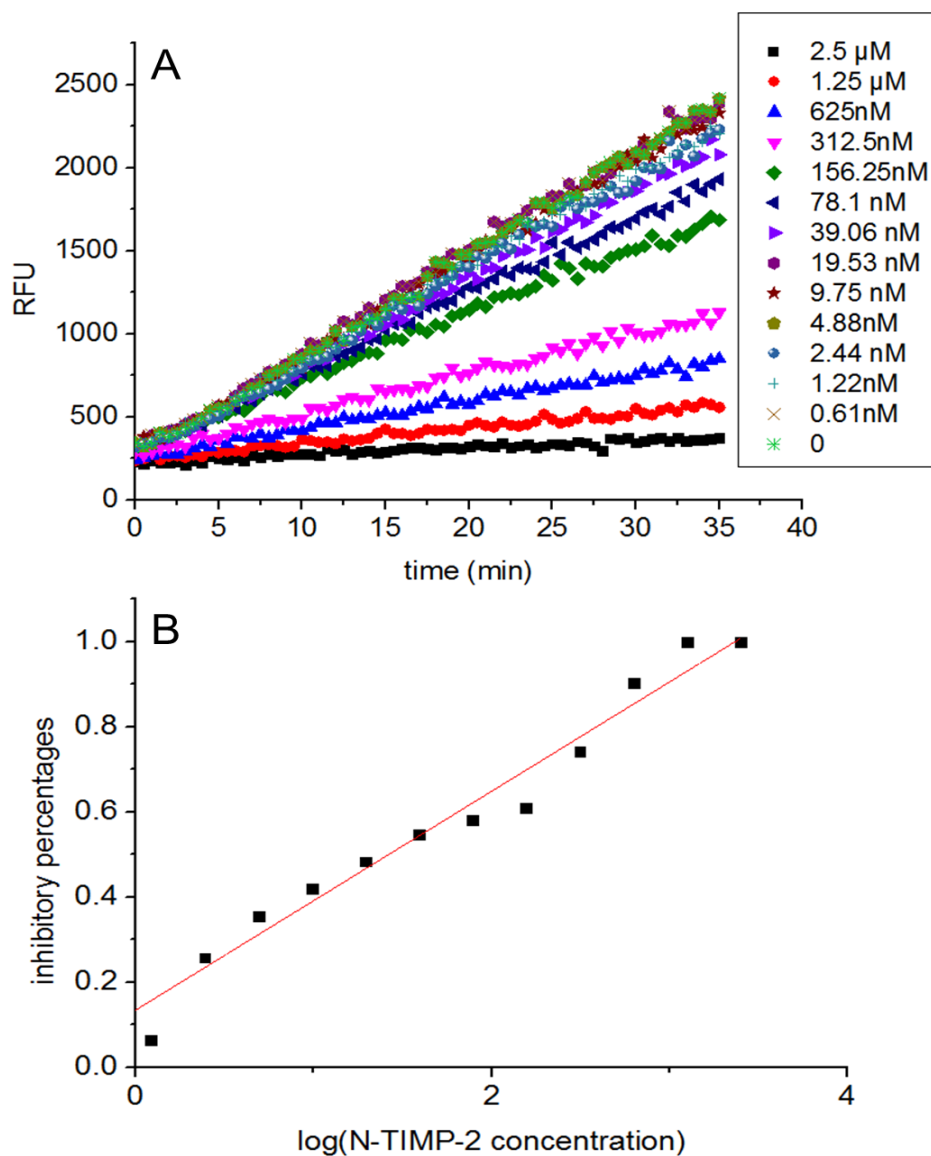 A
2500
2000
1500
1000
500
0
RFU
0 5 10 15 20 25 30 35 40
time (min)
2.5 µM
1.25 µM
625nM
312.5nM
156.25nM
78.1 nM
39.06 nM
19.53 nM
9.75 nM
4.88nM
2.44 nM
1.22nM
0.61nM
0
B
1.0
0.8
0.6
0.4
0.2
0.0
inhibitory percentages
0 2 4
log(N-TIMP-2 concentration)